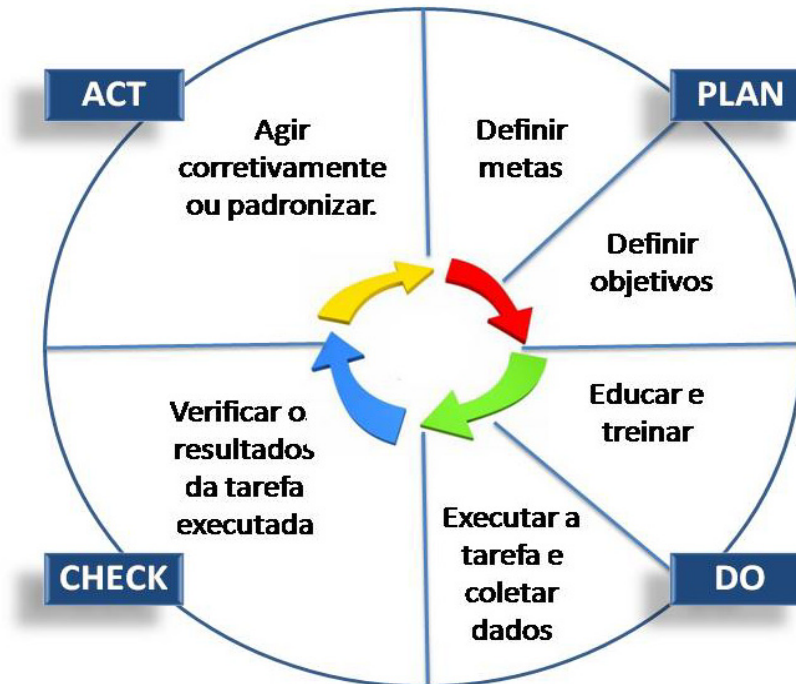 ACT
Agir
corretivamente
ou padronizar.
PLAN
Definir
metas
Definir
objetivos
Educar e
treinar
DO
Executar a
tarefa e
coletar
dados
CHECK
Verificar o
resultados
da tarefa
executada